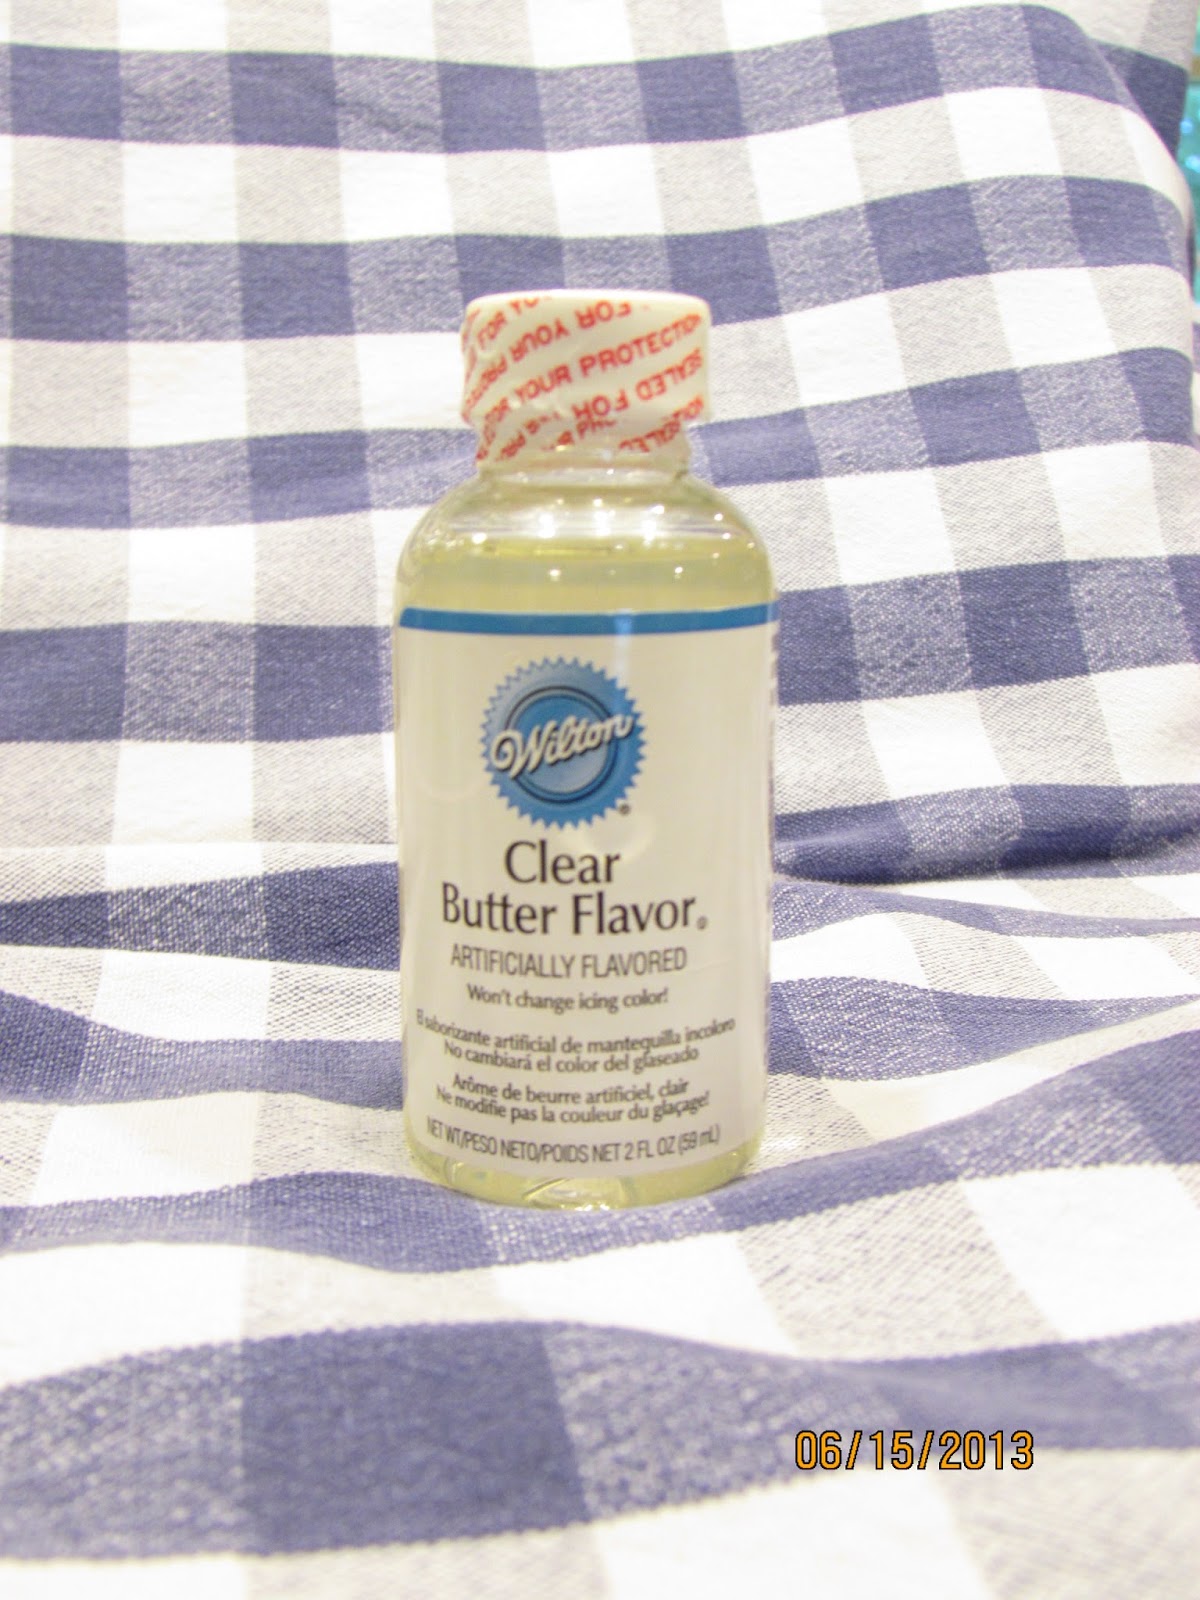 FOR YOUR
FOR YOUR PROTECTION
SEALED FOR
SEALED
Wilton
Clear
Butter Flavor®
ARTIFICIALLY FLAVORED
Won't change icing color!
El saborizante artificial de mantequilla incoloro
No cambiará el color del glaseado
Arôme de beurre artificiel, clair
Ne modifie pas la couleur du glaçage!
NET WT/PESO NETO/POIDS NET 2 FL OZ (59 mL)
06/15/2013